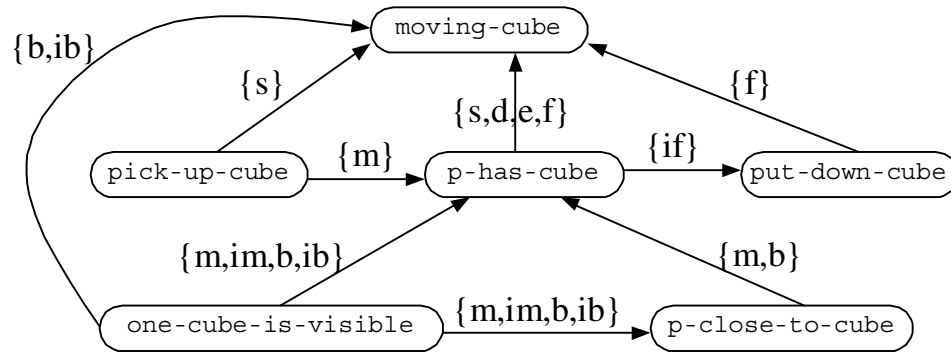 moving-cube
{b,ib}
{s}
{s,d,e,f}
{f}
pick-up-cube
{m}
p-has-cube
{if}
put-down-cube
{m,im,b,ib}
{m,b}
one-cube-is-visible
{m,im,b,ib}
p-close-to-cube